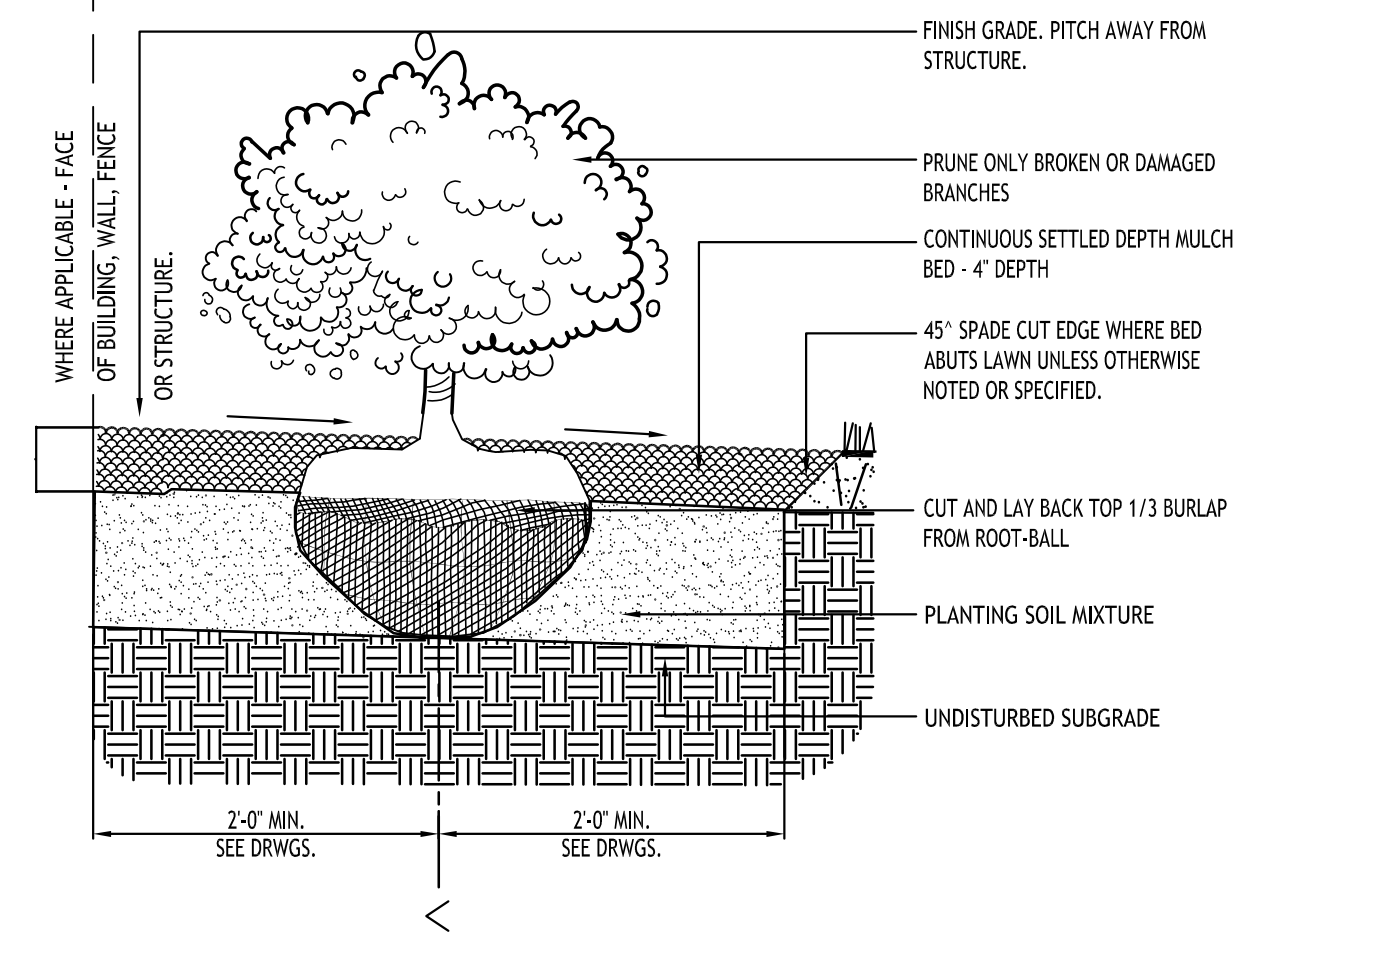 FINISH GRADE. PITCH AWAY FROM
STRUCTURE.
WHERE APPLICABLE - FACE
OF BUILDING, WALL, FENCE
OR STRUCTURE.
PRUNE ONLY BROKEN OR DAMAGED
BRANCHES
CONTINUOUS SETTLED DEPTH MULCH
BED - 4" DEPTH
45^ SPADE CUT EDGE WHERE BED
ABUTS LAWN UNLESS OTHERWISE
NOTED OR SPECIFIED.
CUT AND LAY BACK TOP 1/3 BURLAP
FROM ROOT-BALL
PLANTING SOIL MIXTURE
UNDISTURBED SUBGRADE
2'-0" MIN.
SEE DRWGS.
2'-0" MIN.
SEE DRWGS.